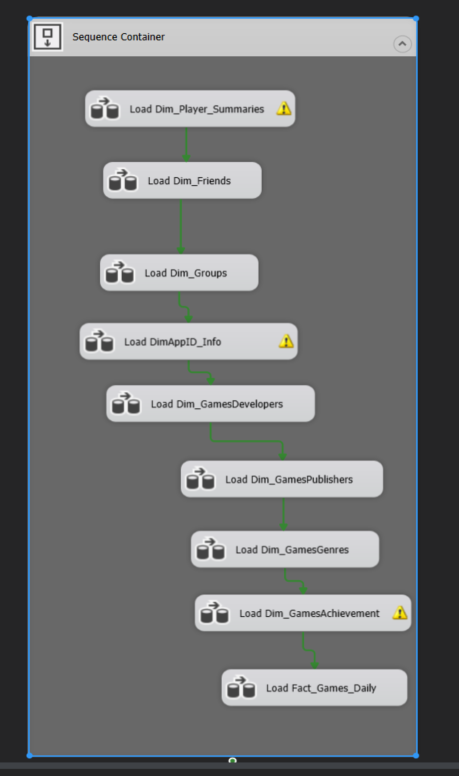 Sequence Container
Load Dim_Player_Summaries
Load Dim_Friends
Load Dim_Groups
Load DimAppID_Info
Load Dim_GamesDevelopers
Load Dim_GamesPublishers
Load Dim_GamesGenres
Load Dim_GamesAchievement
Load Fact_Games_Daily